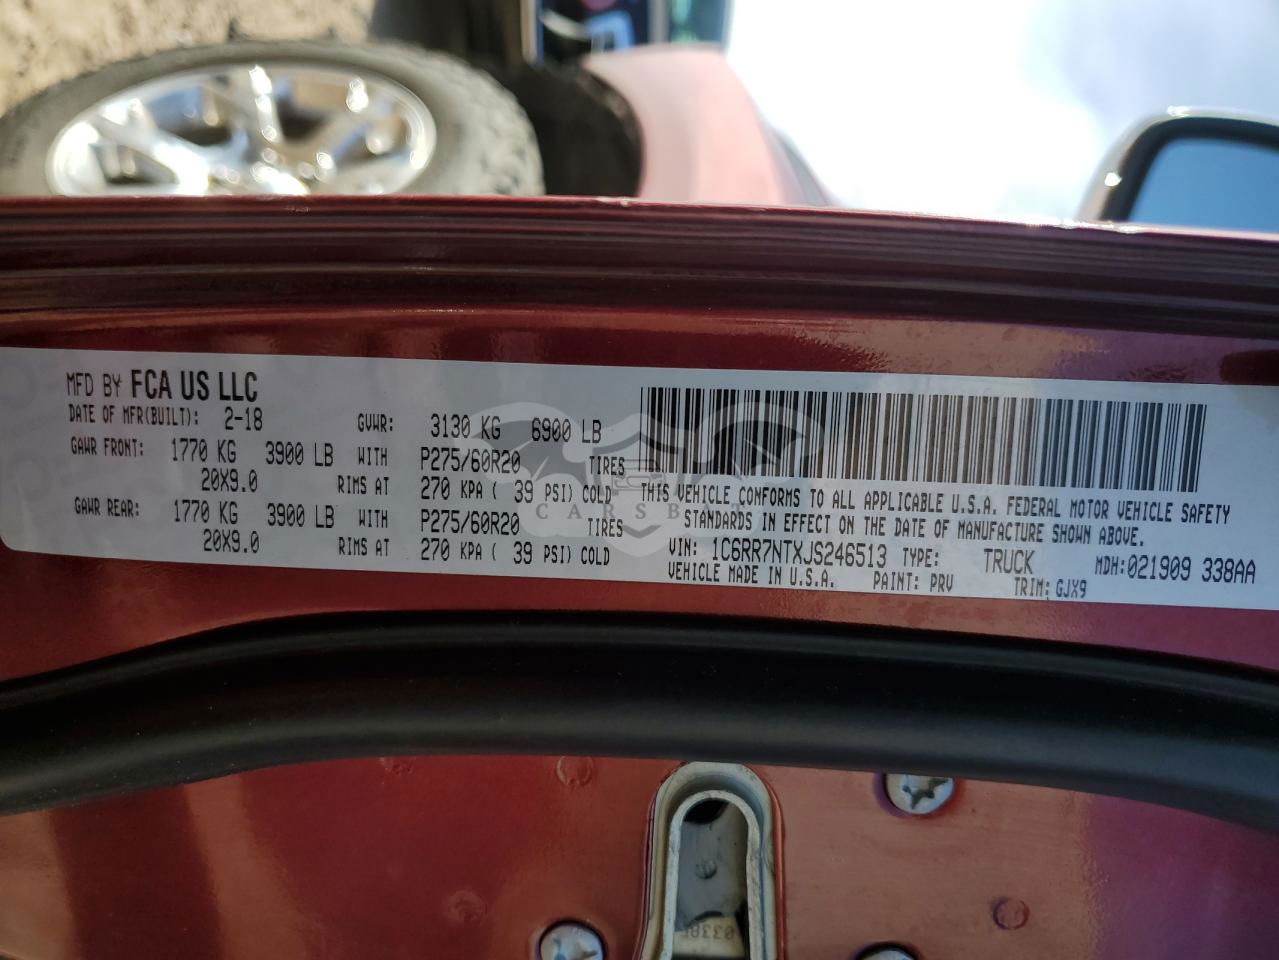 MFD BY FCA US LLC
DATE OF MFR(BUILT): 2-18 GVWR: 3130 KG 6900 LB
GAWR FRONT: 1770 KG 3900 LB WITH P275/60R20 TIRES
20X9.0 RIMS AT 270 KPA ( 39 PSI) COLD
GAWR REAR: 1770 KG 3900 LB WITH P275/60R20 TIRES
20X9.0 RIMS AT 270 KPA ( 39 PSI) COLD
THIS VEHICLE CONFORMS TO ALL APPLICABLE U.S.A. FEDERAL MOTOR VEHICLE SAFETY
STANDARDS IN EFFECT ON THE DATE OF MANUFACTURE SHOWN ABOVE.
VIN: 1C6RR7NTXJS246513 TYPE: TRUCK MDH:021909 338AA
VEHICLE MADE IN U.S.A. PAINT: PRV TRIM: GJX9
CARSBAT